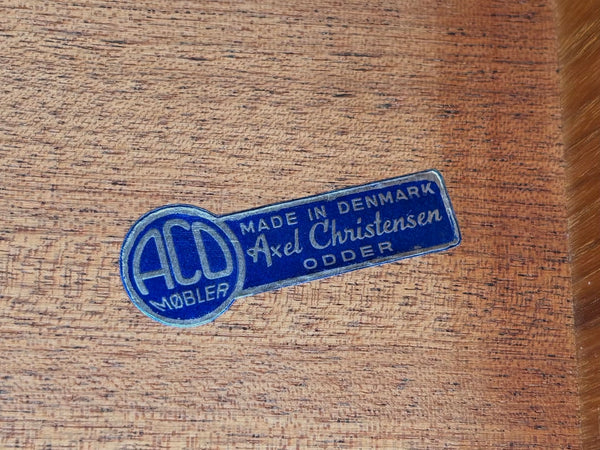 ACO
MØBLER
MADE IN DENMARK
Axel Christensen
ODDER